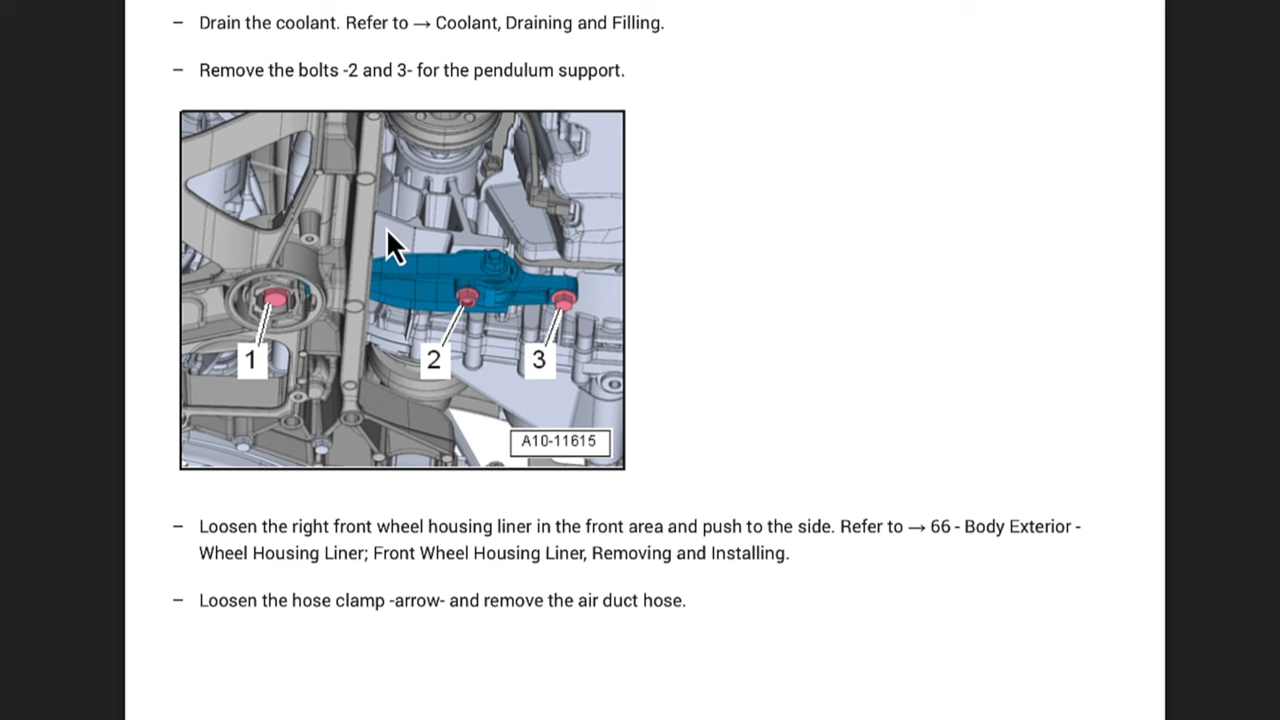 – Drain the coolant. Refer to → Coolant, Draining and Filling.
– Remove the bolts -2 and 3- for the pendulum support.
1
2
3
A10-11615
– Loosen the right front wheel housing liner in the front area and push to the side. Refer to → 66 - Body Exterior -
Wheel Housing Liner; Front Wheel Housing Liner, Removing and Installing.
– Loosen the hose clamp -arrow- and remove the air duct hose.